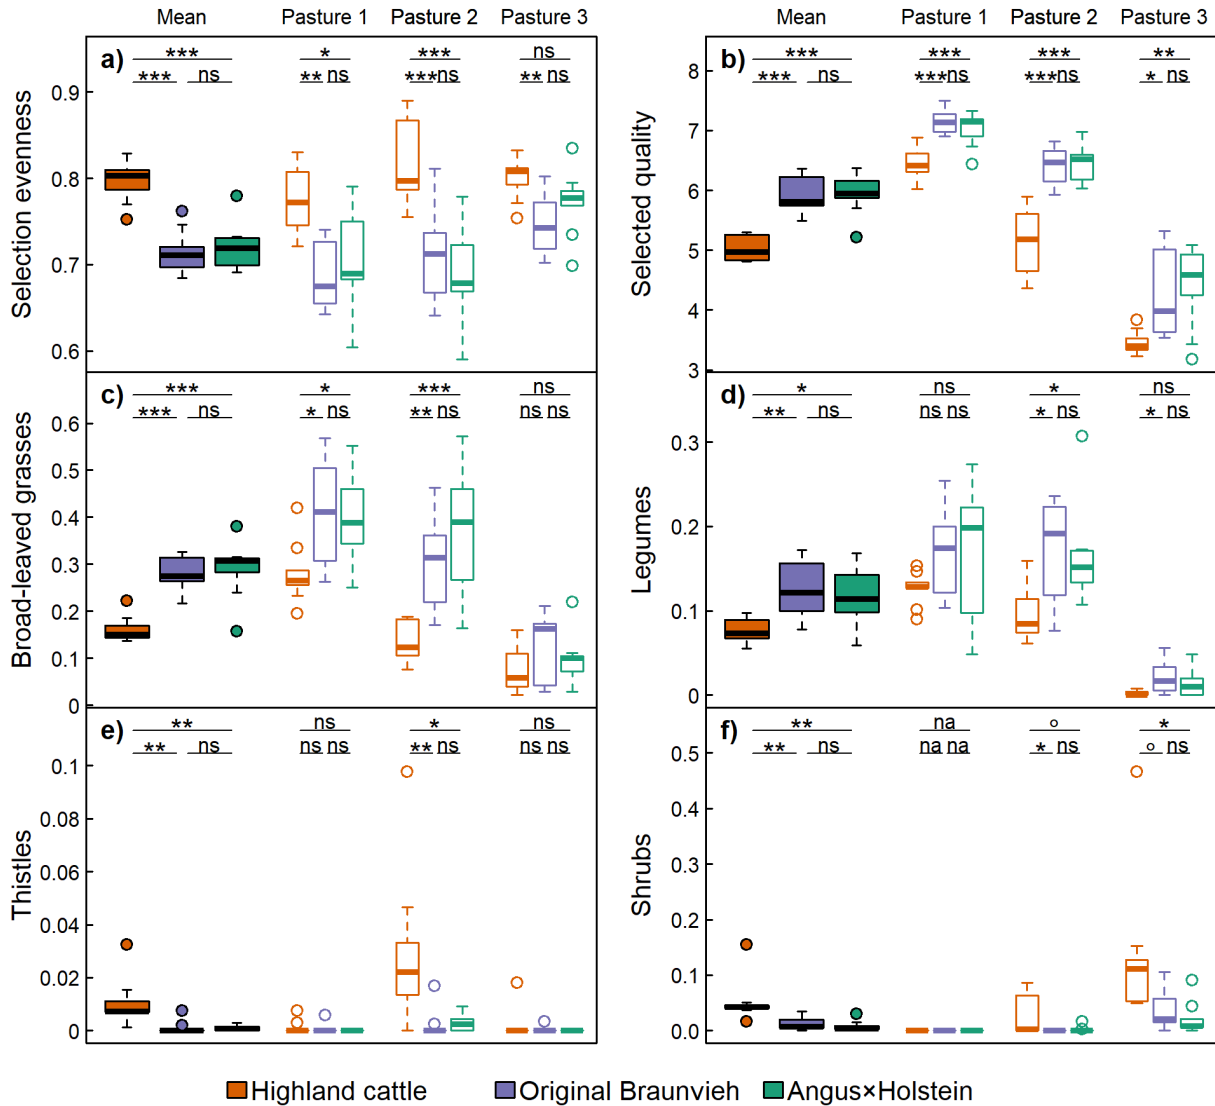 Mean Pasture 1 Pasture 2 Pasture 3 Mean Pasture 1 Pasture 2 Pasture 3
a) *** * *** ns
*** ns ** ns *** ns ** ns
Selection evenness
0.9
0.8
0.7
0.6
b) *** *** *** **
*** ns *** ns *** ns * ns
Selected quality
8
7
6
5
4
3
c) *** * *** ns
*** ns * ns ** ns ns ns
Broad-leaved grasses
0.6
0.5
0.4
0.3
0.2
0.1
0
d) * ns * ns
** ns ns ns * ns * ns
Legumes
0.3
0.2
0.1
0
e) ** ns * ns
** ns ns ns ** ns ns ns
Thistles
0.1
0.08
0.06
0.04
0.02
0
f) ** na ° *
** ns na na * ns ° ns
Shrubs
0.5
0.4
0.3
0.2
0.1
0.0
Highland cattle Original Braunvieh Angus×Holstein